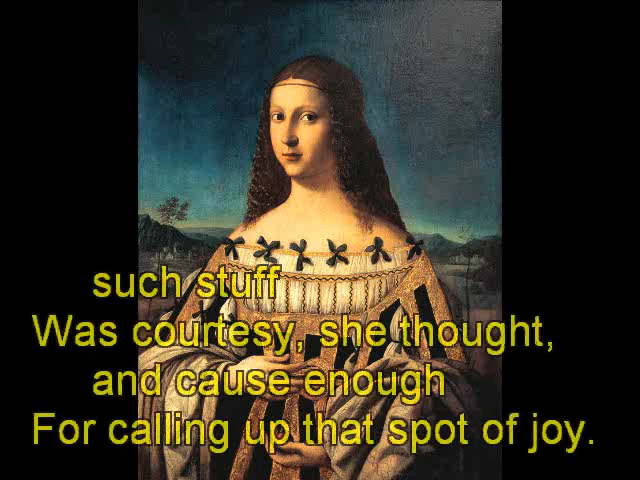 such stuff
Was courtesy, she thought,
and cause enough
For calling up that spot of joy.